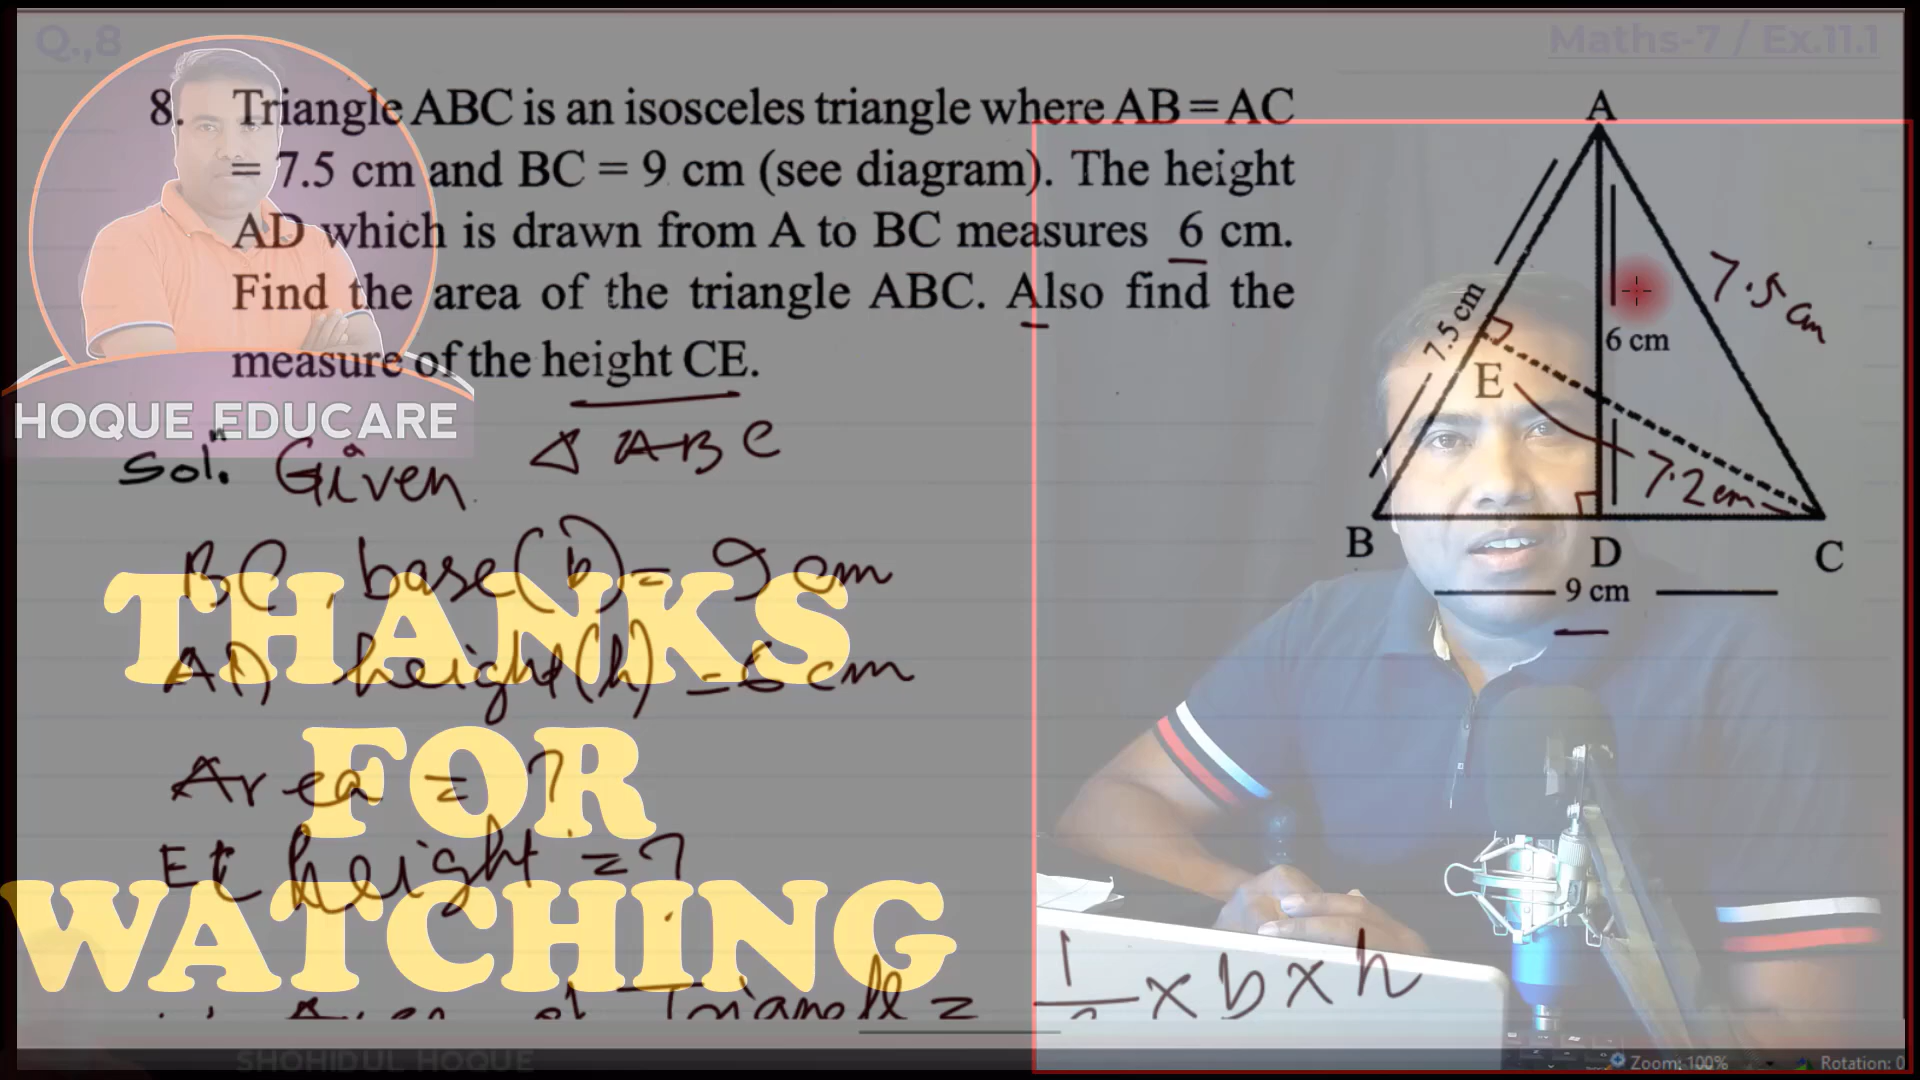 Q.,8
Maths-7 / Ex.11.1
8. Triangle ABC is an isosceles triangle where AB = AC
= 7.5 cm and BC = 9 cm (see diagram). The height
AD which is drawn from A to BC measures 6 cm.
Find the area of the triangle ABC. Also find the
measure of the height CE.
HOQUE EDUCARE
A
7.5 cm
7.5 cm
6 cm
E
7.2 cm
B
D
C
9 cm
Solⁿ. Given △ ABC
BC, base(b) = 9 cm
AD height(h) = 6 cm
Area = ?
EC height = ?
THANKS
FOR
WATCHING
Area of Triangle = 1/2 × b × h
SHOHIDUL HOQUE
Zoom: 100%
Rotation: 0